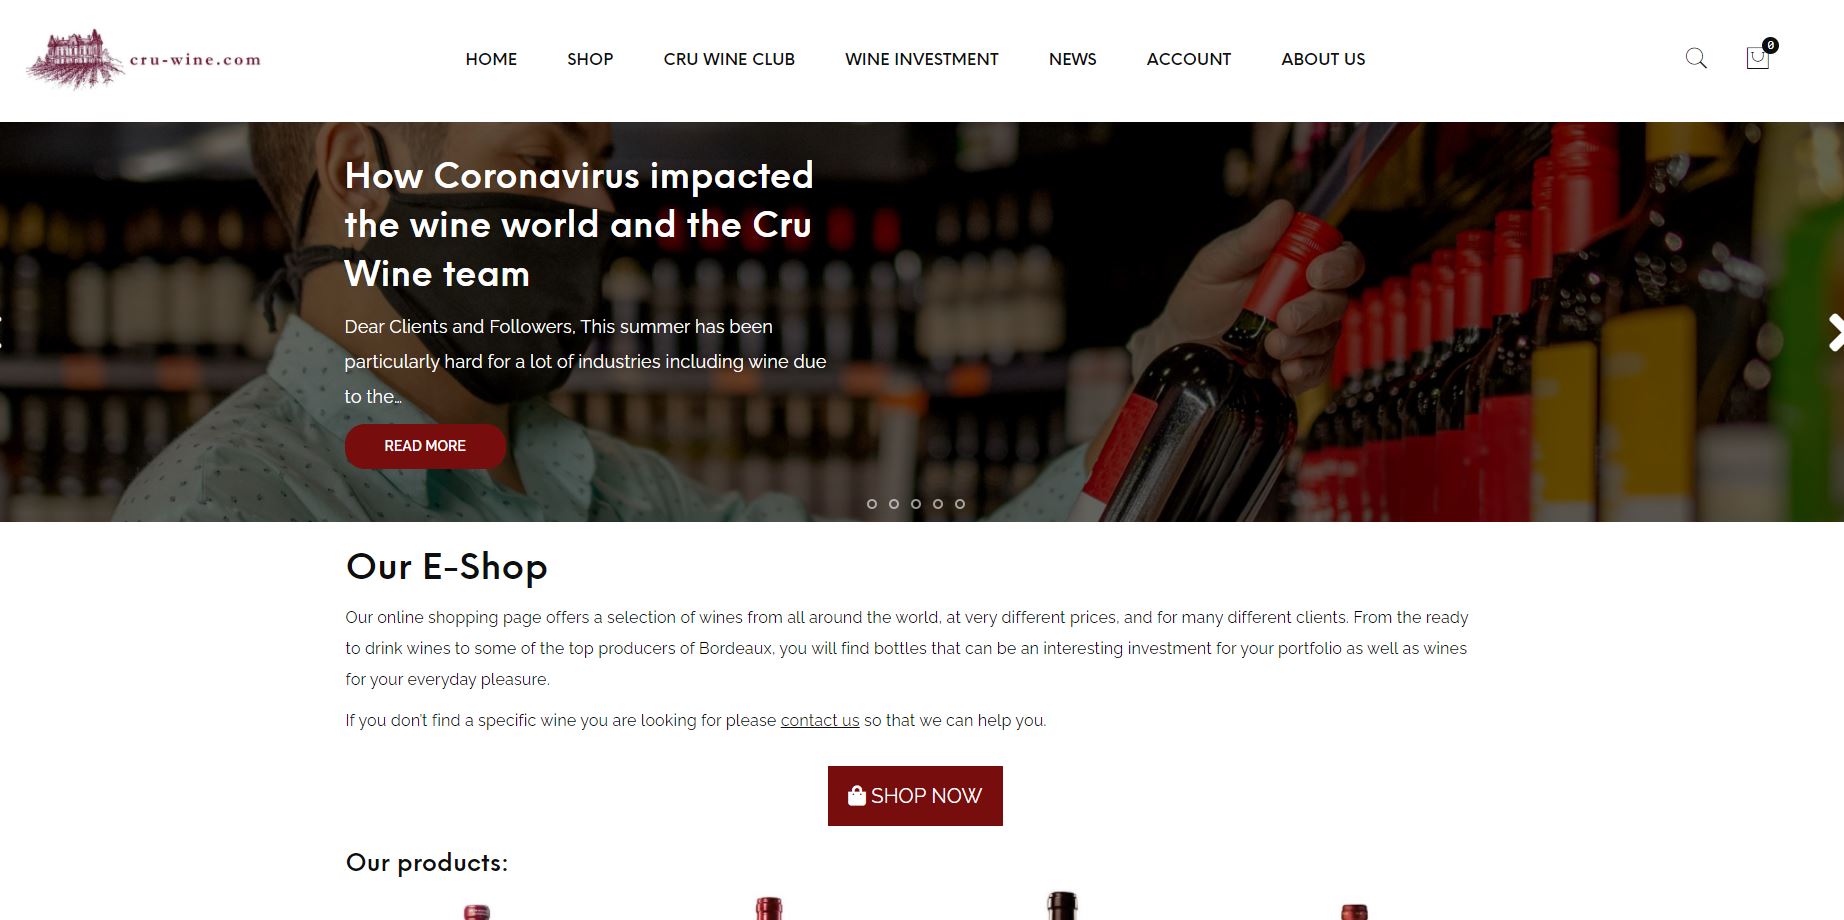 cru-wine.com
HOME
SHOP
CRU WINE CLUB
WINE INVESTMENT
NEWS
ACCOUNT
ABOUT US
0
How Coronavirus impacted
the wine world and the Cru
Wine team
Dear Clients and Followers, This summer has been
particularly hard for a lot of industries including wine due
to the…
READ MORE
Our E-Shop
Our online shopping page offers a selection of wines from all around the world, at very different prices, and for many different clients. From the ready
to drink wines to some of the top producers of Bordeaux, you will find bottles that can be an interesting investment for your portfolio as well as wines
for your everyday pleasure.
If you don't find a specific wine you are looking for please contact us so that we can help you.
SHOP NOW
Our products: